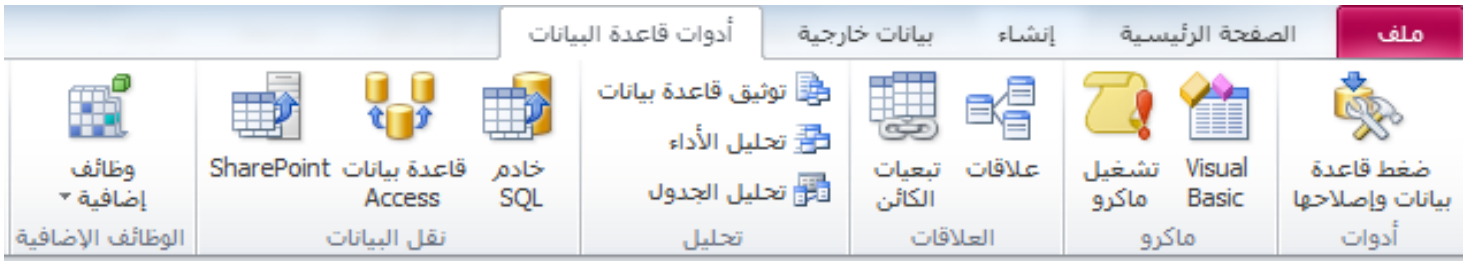 ملف
الصفحة الرئيسية
إنشاء
بيانات خارجية
أدوات قاعدة البيانات
ضغط قاعدة
بيانات وإصلاحها
أدوات
Visual
Basic
تشغيل
ماكرو
ماكرو
علاقات
تبعيات
الكائن
العلاقات
توثيق قاعدة بيانات
تحليل الأداء
تحليل الجدول
تحليل
خادم
SQL
قاعدة بيانات
Access
SharePoint
نقل البيانات
وظائف
إضافية
الوظائف الإضافية